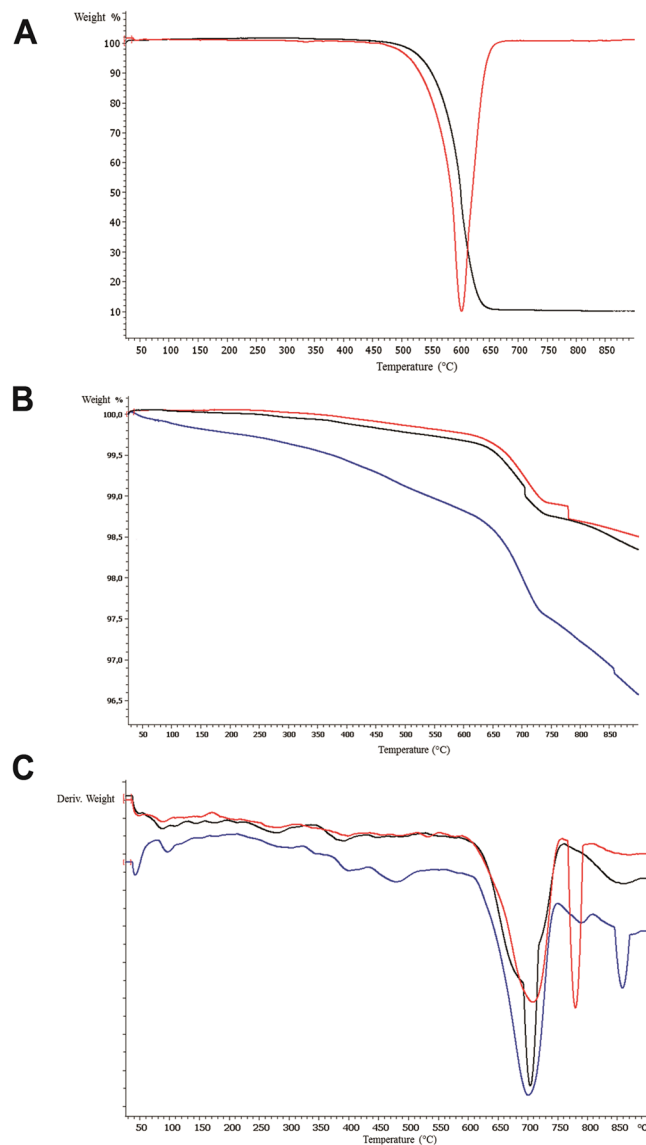 A
Weight %
100
90
80
70
60
50
40
30
20
10
50 100 150 200 250 300 350 400 450 500 550 600 650 700 750 800 850
Temperature (°C)
B
Weight %
100,0
99,5
99,0
98,5
98,0
97,5
97,0
96,5
50 100 150 200 250 300 350 400 450 500 550 600 650 700 750 800 850
Temperature (°C)
C
Deriv. Weight
50 100 150 200 250 300 350 400 450 500 550 600 650 700 750 800 850 °C
Temperature (°C)